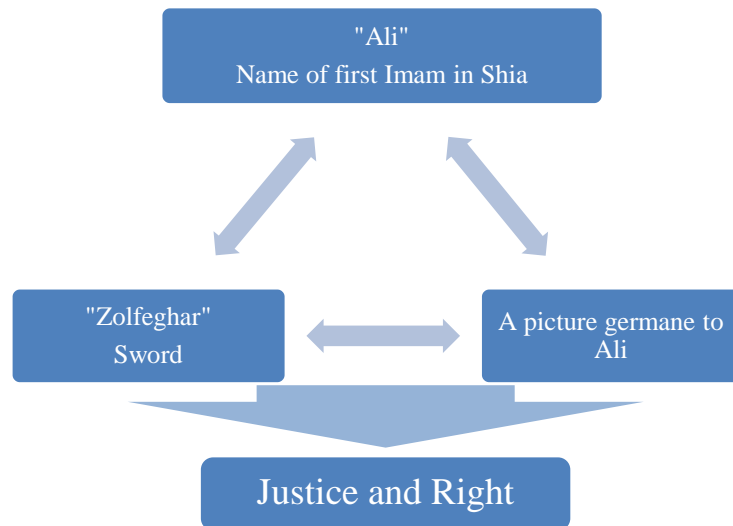 "Ali"
Name of first Imam in Shia
"Zolfeghar"
Sword
A picture germane to
Ali
Justice and Right